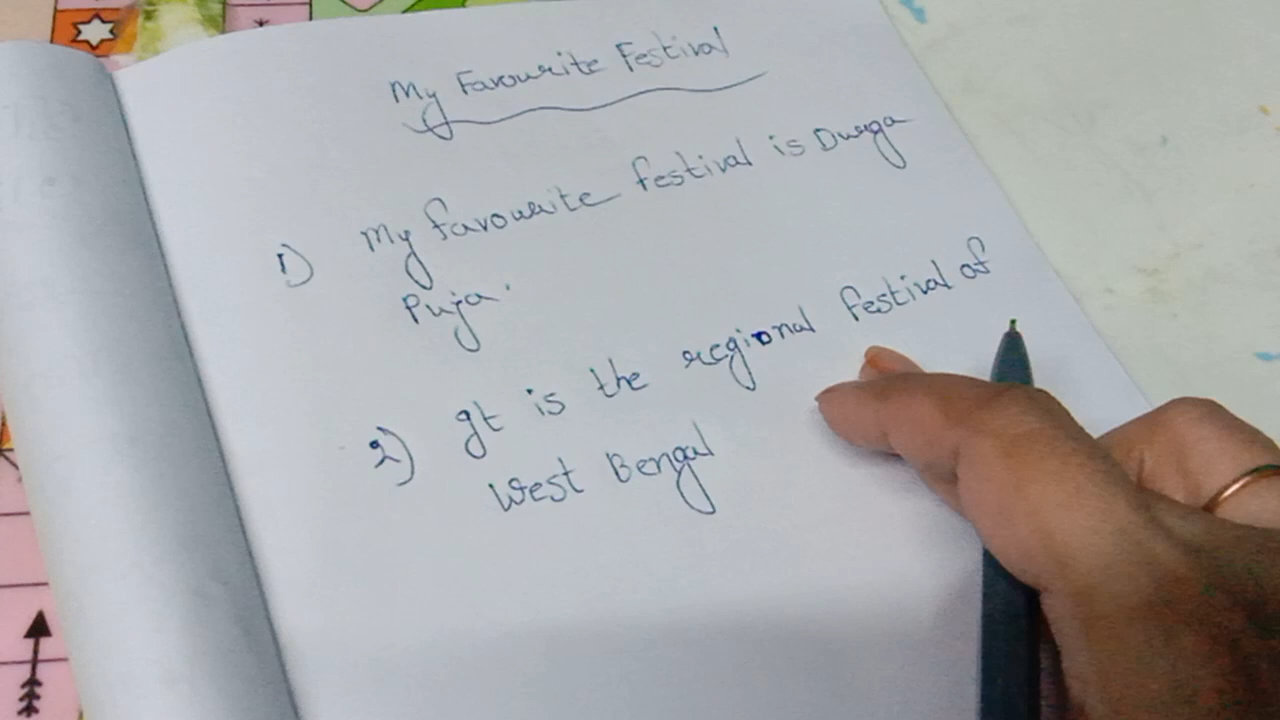 My Favourite Festival
1) My favourite festival is Durga
Puja.
2) It is the regional festival of
West Bengal